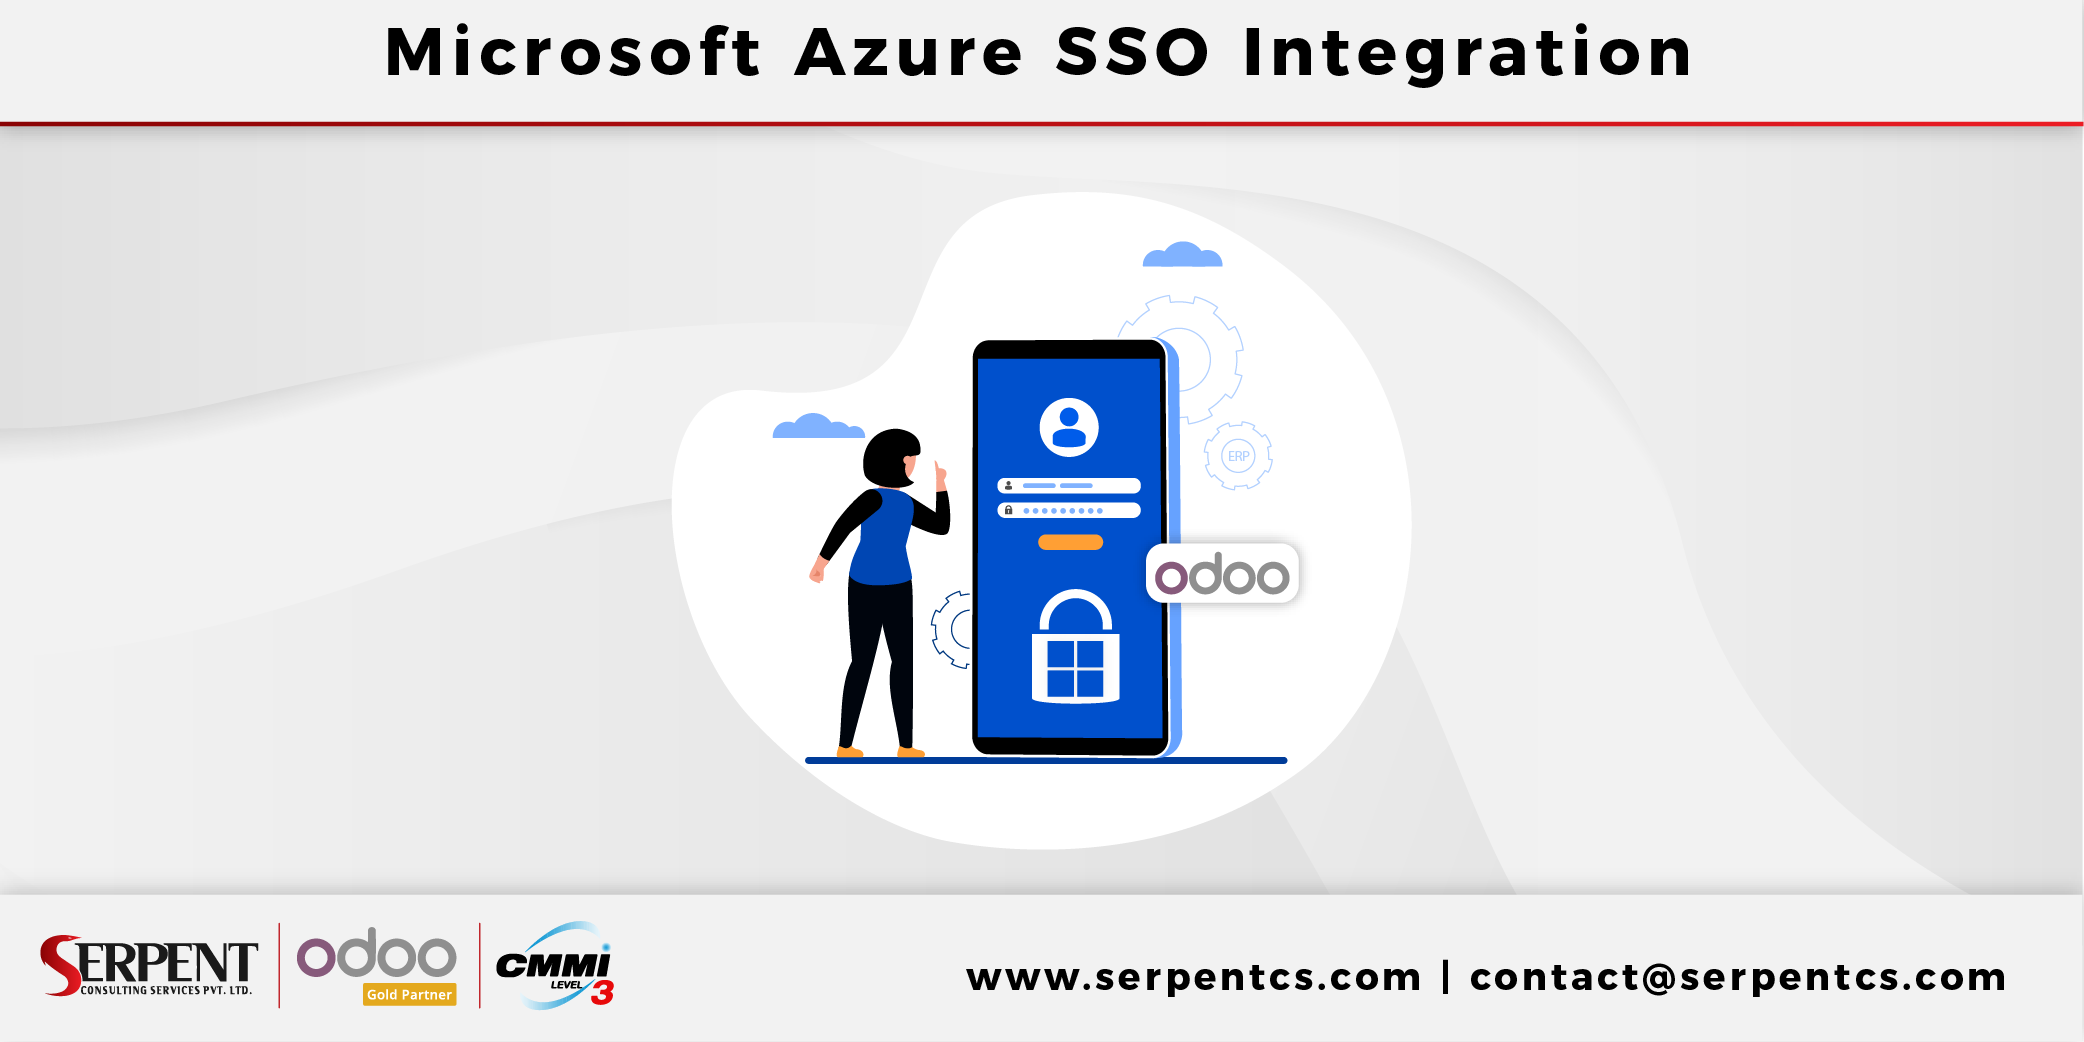 Microsoft Azure SSO Integration
ERP
odoo
SERPENT
CONSULTING SERVICES PVT. LTD.
odoo
Gold Partner
CMMi
LEVEL 3
www.serpentcs.com | contact@serpentcs.com